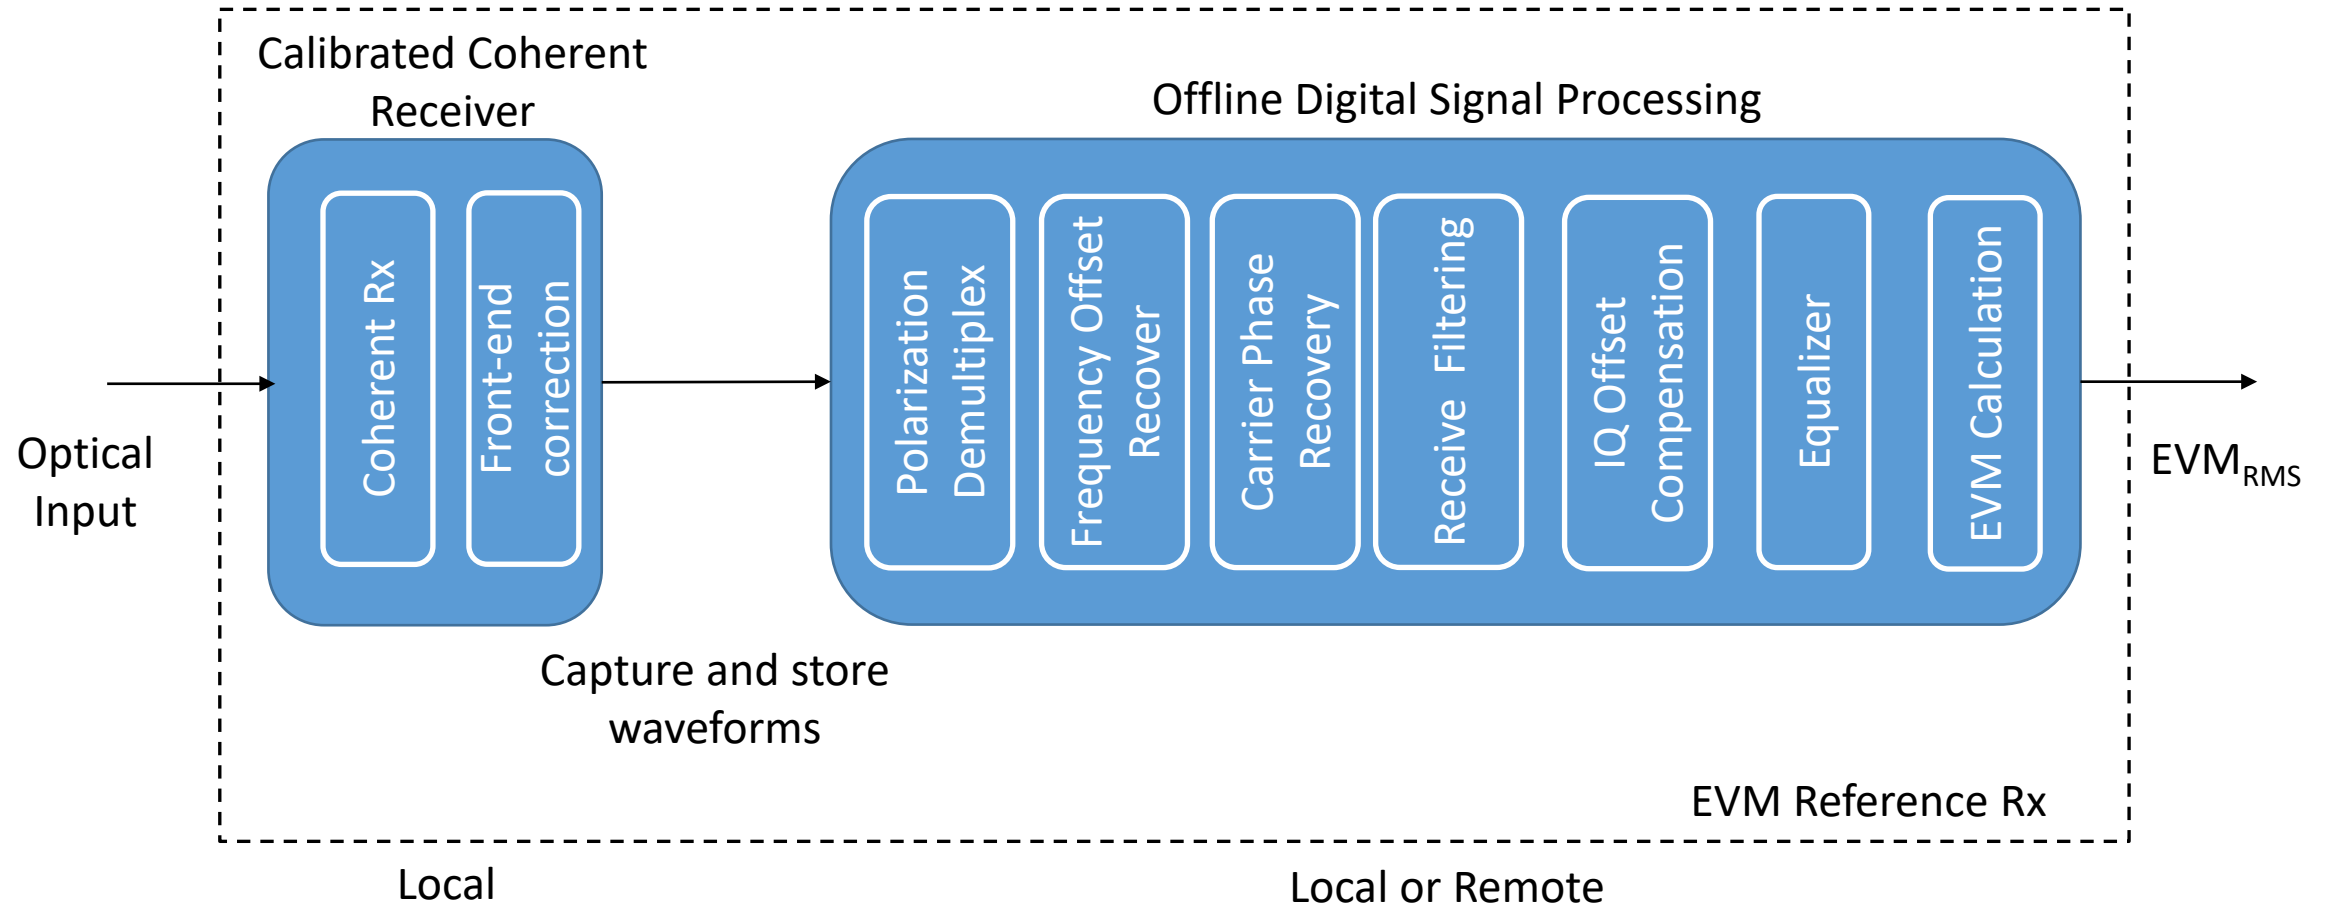 Calibrated Coherent
Receiver
Offline Digital Signal Processing
Optical
Input
Coherent Rx
Front-end
correction
Capture and store
waveforms
Polarization
Demultiplex
Frequency Offset
Recover
Carrier Phase
Recovery
Receive Filtering
IQ Offset
Compensation
Equalizer
EVM Calculation
EVMRMS
EVM Reference Rx
Local
Local or Remote